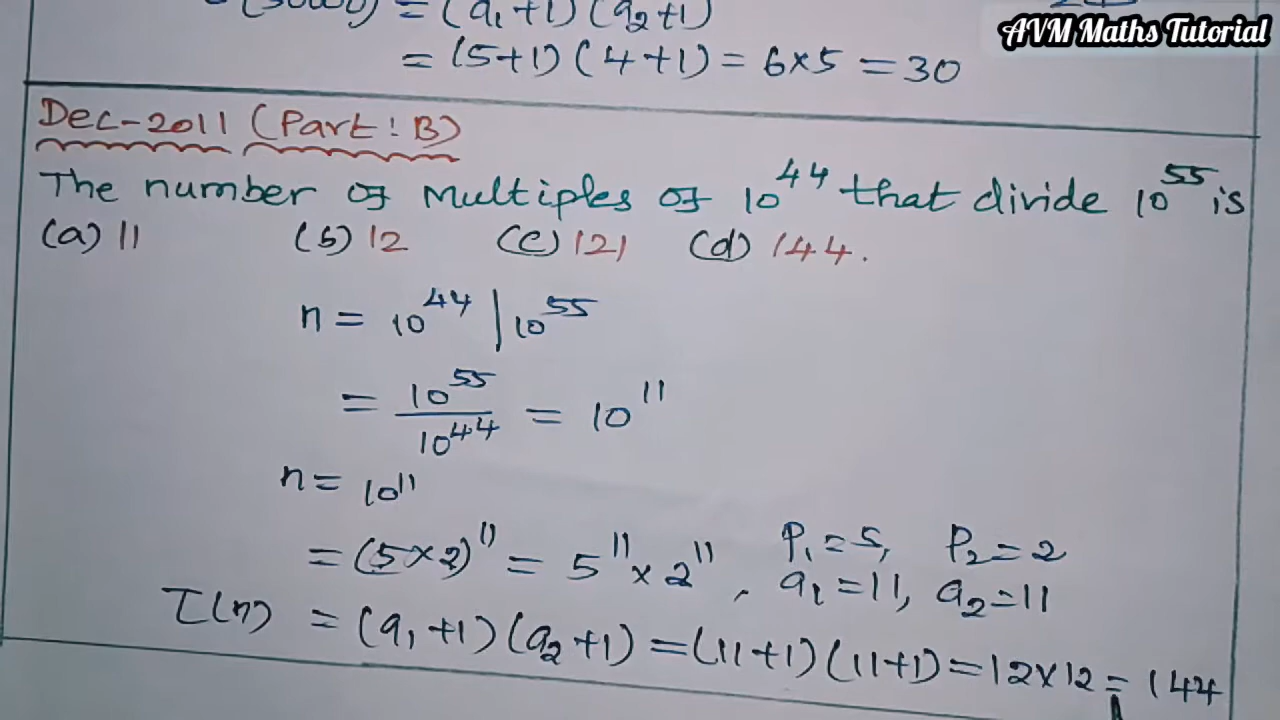 (5000) = (a₁+1) (a₂+1)
= (5+1) (4+1) = 6×5 = 30
AVM Maths Tutorial
Dec-2011 (Part: B)
The number of multiples of 10⁴⁴ that divide 10⁵⁵ is
(a) 11 (b) 12 (c) 121 (d) 144.
n = 10⁴⁴ | 10⁵⁵
= 10⁵⁵ / 10⁴⁴ = 10¹¹
n = 10¹¹
= (5×2)¹¹ = 5¹¹ × 2¹¹, P₁ = 5, P₂ = 2
a₁ = 11, a₂ = 11
τ(n) = (a₁+1) (a₂+1) = (11+1) (11+1) = 12×12 = 144